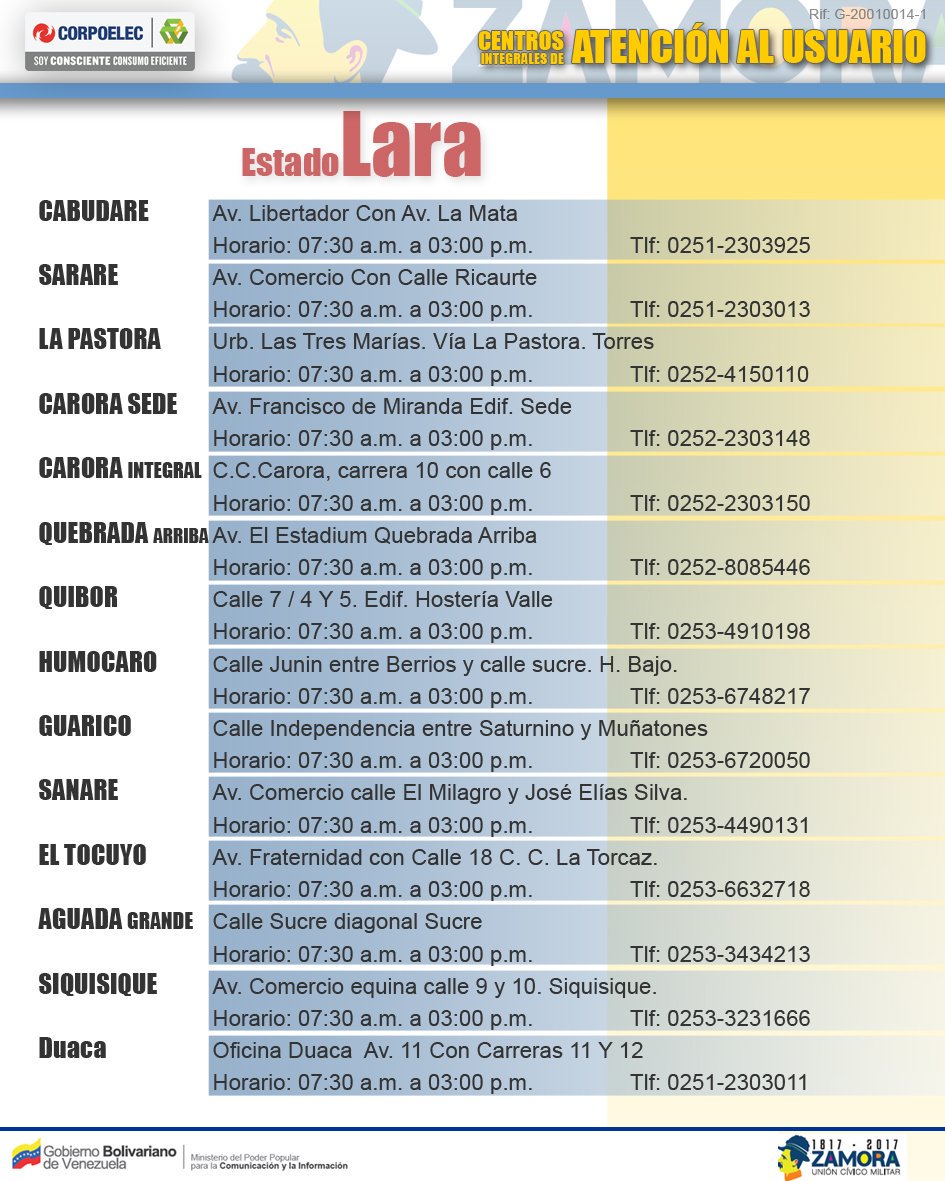 Rif: G-20010014-1
CORPOELEC
SOY CONSCIENTE CONSUMO EFICIENTE
CENTROS INTEGRALES DE ATENCIÓN AL USUARIO
ZAMORA
Estado Lara
CABUDARE Av. Libertador Con Av. La Mata
Horario: 07:30 a.m. a 03:00 p.m. Tlf: 0251-2303925
SARARE Av. Comercio Con Calle Ricaurte
Horario: 07:30 a.m. a 03:00 p.m. Tlf: 0251-2303013
LA PASTORA Urb. Las Tres Marías. Vía La Pastora. Torres
Horario: 07:30 a.m. a 03:00 p.m. Tlf: 0252-4150110
CARORA SEDE Av. Francisco de Miranda Edif. Sede
Horario: 07:30 a.m. a 03:00 p.m. Tlf: 0252-2303148
CARORA INTEGRAL C.C.Carora, carrera 10 con calle 6
Horario: 07:30 a.m. a 03:00 p.m. Tlf: 0252-2303150
QUEBRADA ARRIBA Av. El Estadium Quebrada Arriba
Horario: 07:30 a.m. a 03:00 p.m. Tlf: 0252-8085446
QUIBOR Calle 7 / 4 Y 5. Edif. Hostería Valle
Horario: 07:30 a.m. a 03:00 p.m. Tlf: 0253-4910198
HUMOCARO Calle Junin entre Berrios y calle sucre. H. Bajo.
Horario: 07:30 a.m. a 03:00 p.m. Tlf: 0253-6748217
GUARICO Calle Independencia entre Saturnino y Muñatones
Horario: 07:30 a.m. a 03:00 p.m. Tlf: 0253-6720050
SANARE Av. Comercio calle El Milagro y José Elías Silva.
Horario: 07:30 a.m. a 03:00 p.m. Tlf: 0253-4490131
EL TOCUYO Av. Fraternidad con Calle 18 C. C. La Torcaz.
Horario: 07:30 a.m. a 03:00 p.m. Tlf: 0253-6632718
AGUADA GRANDE Calle Sucre diagonal Sucre
Horario: 07:30 a.m. a 03:00 p.m. Tlf: 0253-3434213
SIQUISIQUE Av. Comercio equina calle 9 y 10. Siquisique.
Horario: 07:30 a.m. a 03:00 p.m. Tlf: 0253-3231666
Duaca Oficina Duaca Av. 11 Con Carreras 11 Y 12
Horario: 07:30 a.m. a 03:00 p.m. Tlf: 0251-2303011
Gobierno Bolivariano
de Venezuela
Ministerio del Poder Popular
para la Comunicación y la Información
1817 - 2017
ZAMORA
UNIÓN CÍVICO MILITAR